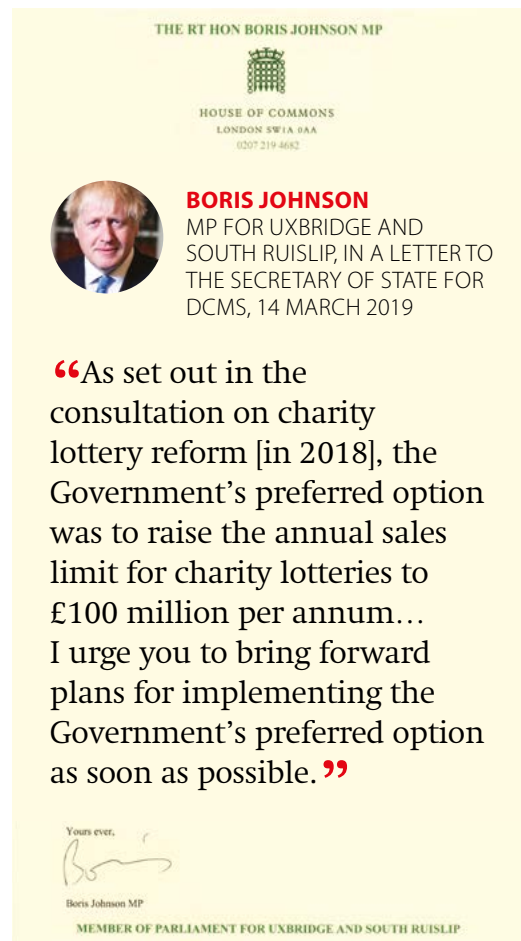 THE RT HON BORIS JOHNSON MP
HOUSE OF COMMONS
LONDON SW1A 0AA
0207 219 4682
BORIS JOHNSON
MP FOR UXBRIDGE AND
SOUTH RUISLIP, IN A LETTER TO
THE SECRETARY OF STATE FOR
DCMS, 14 MARCH 2019
“As set out in the
consultation on charity
lottery reform [in 2018], the
Government’s preferred option
was to raise the annual sales
limit for charity lotteries to
£100 million per annum…
I urge you to bring forward
plans for implementing the
Government’s preferred option
as soon as possible.”
Yours ever,
Boris
Boris Johnson MP
MEMBER OF PARLIAMENT FOR UXBRIDGE AND SOUTH RUISLIP